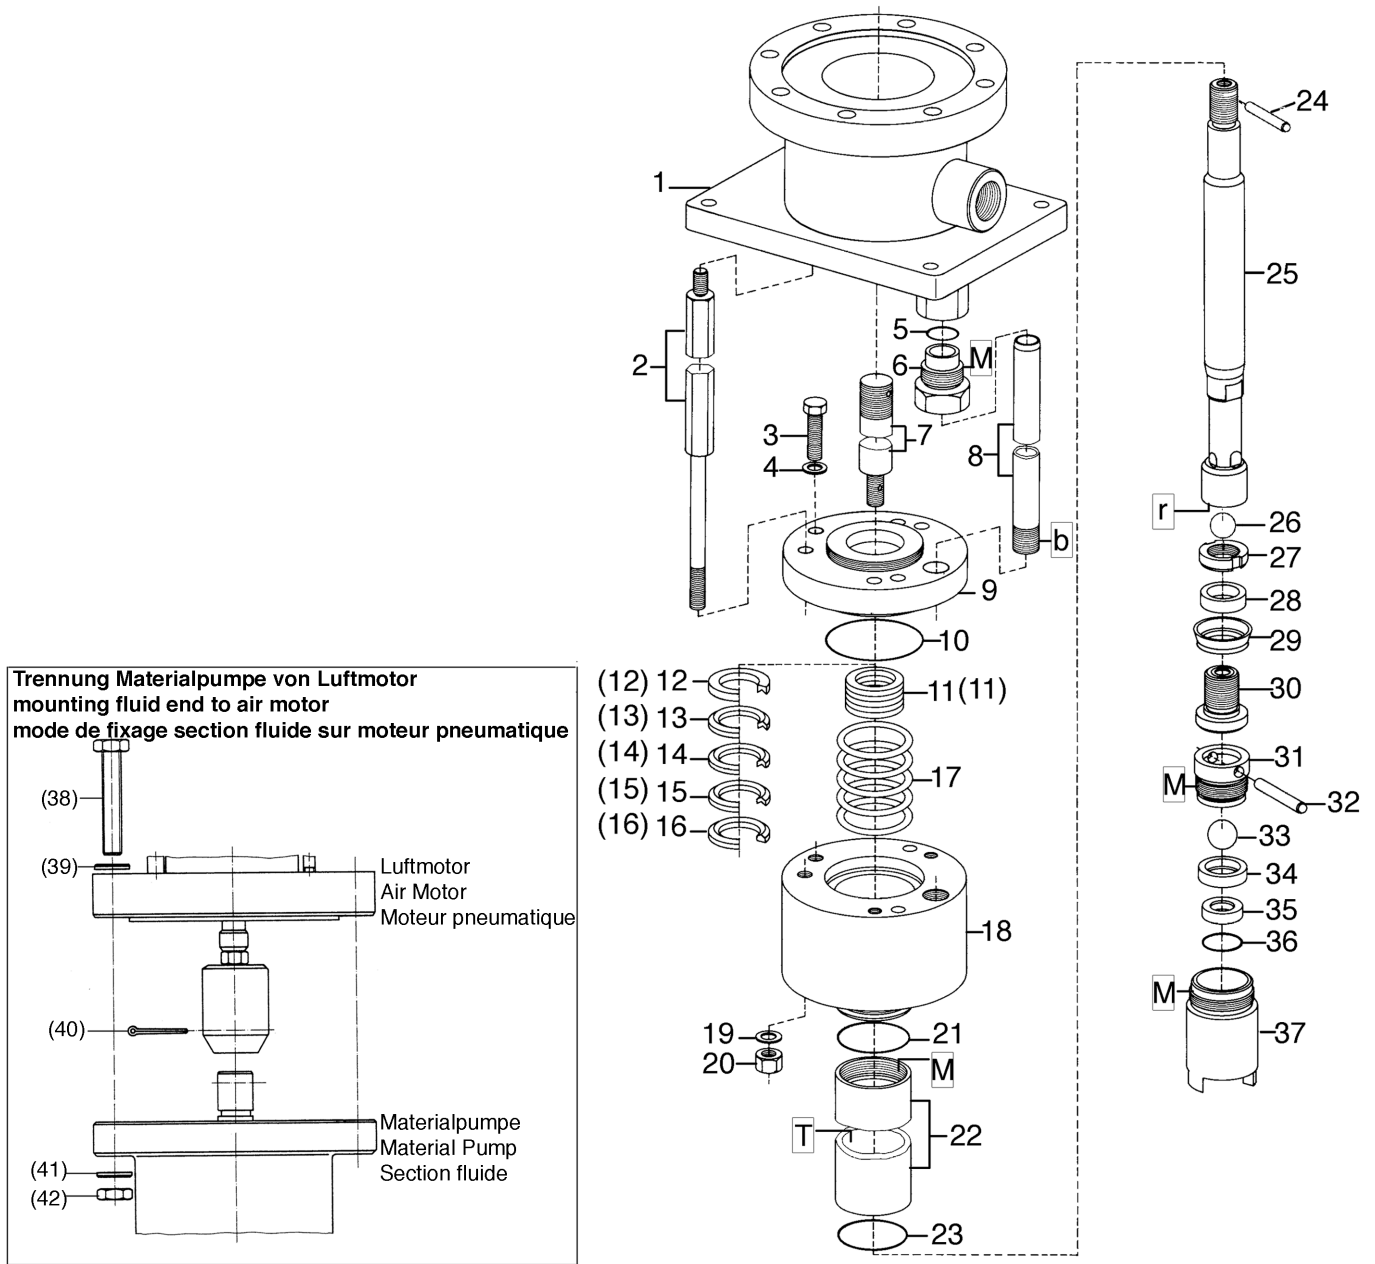 1
2
3
4
5
6
M
7
8
b
9
10
(12) 12
(13) 13
(14) 14
(15) 15
(16) 16
11(11)
17
18
19
20
21
M
T
22
23
24
25
r
26
27
28
29
30
31
M
32
33
34
35
36
M
37
Trennung Materialpumpe von Luftmotor
mounting fluid end to air motor
mode de fixage section fluide sur moteur pneumatique
(38)
(39)
Luftmotor
Air Motor
Moteur pneumatique
(40)
Materialpumpe
Material Pump
Section fluide
(41)
(42)